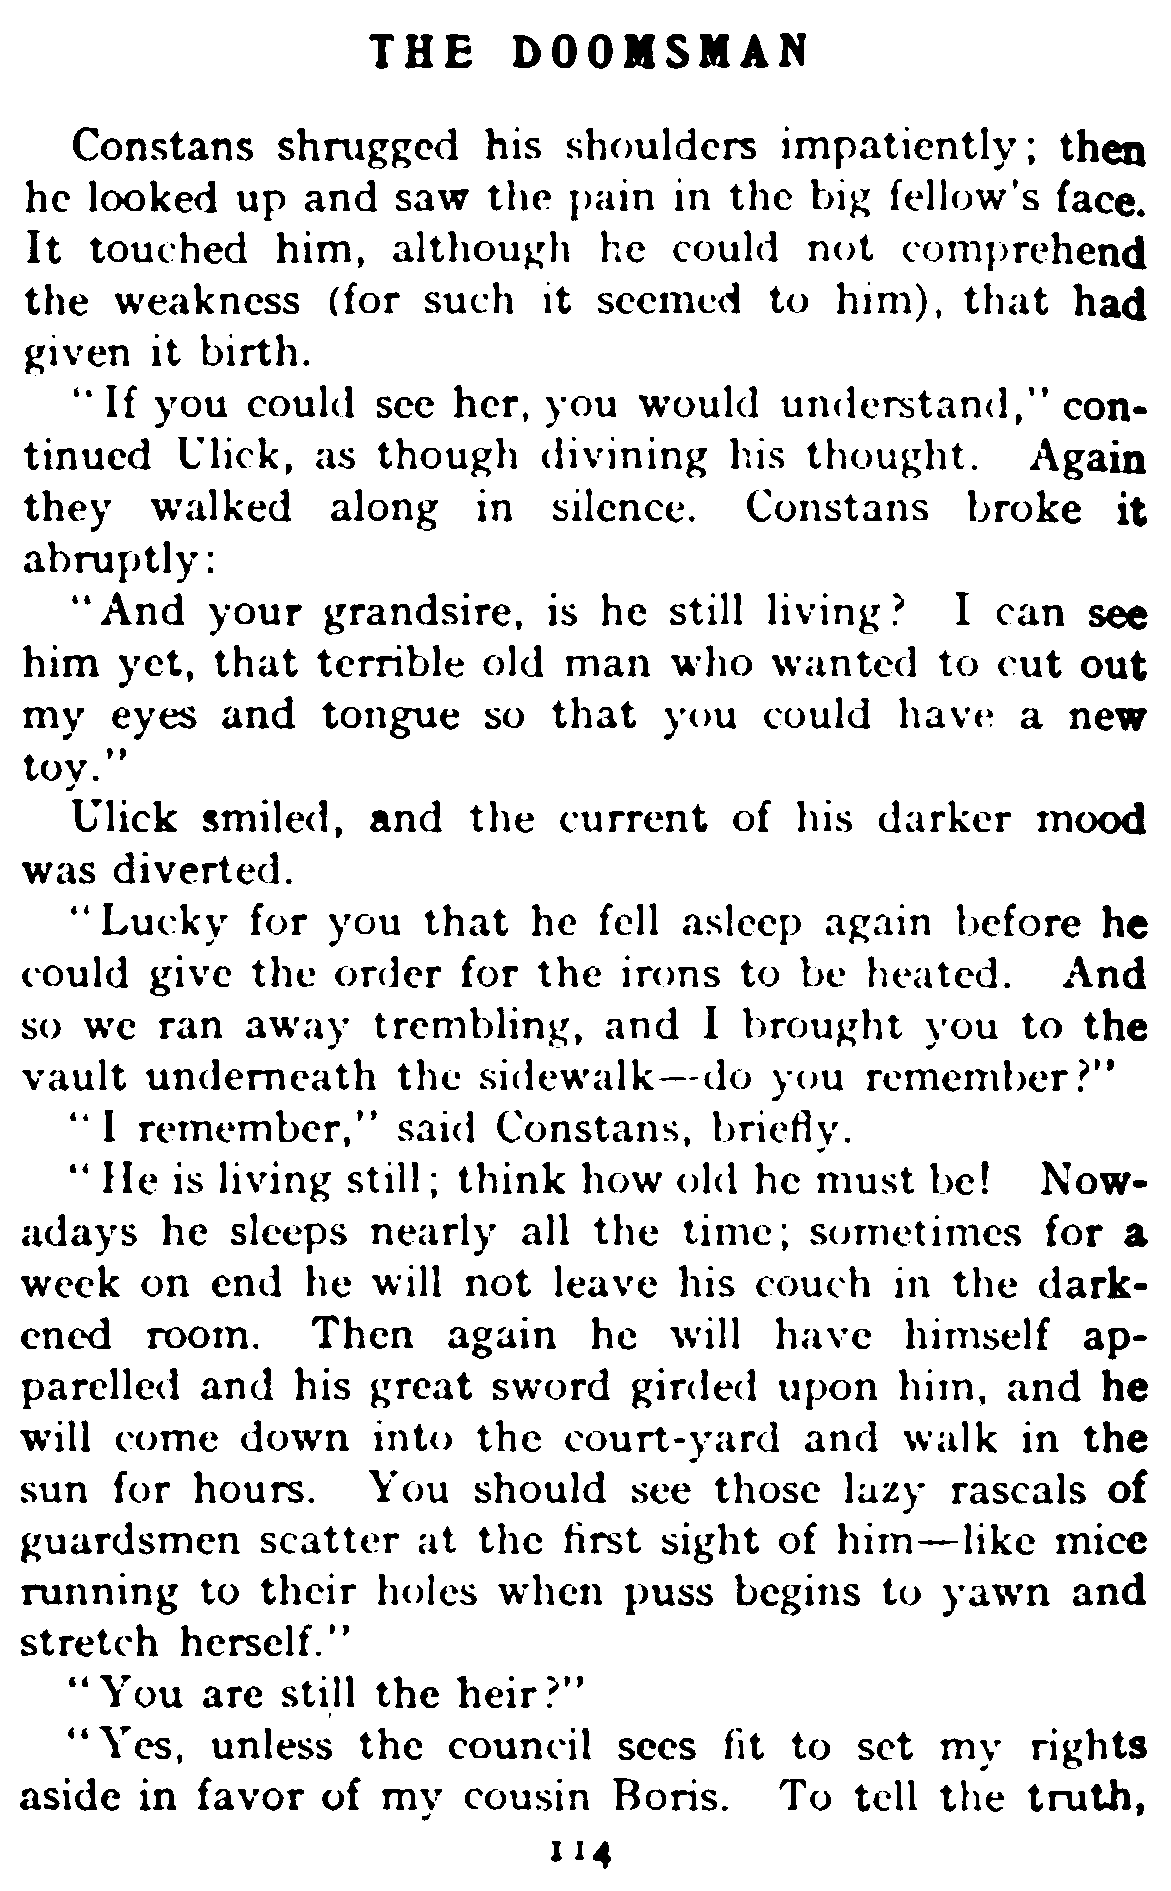 THE DOOMSMAN
Constans shrugged his shoulders impatiently; then
he looked up and saw the pain in the big fellow's face.
It touched him, although he could not comprehend
the weakness (for such it seemed to him), that had
given it birth.
"If you could see her, you would understand," con-
tinued Ulick, as though divining his thought. Again
they walked along in silence. Constans broke it
abruptly:
"And your grandsire, is he still living? I can see
him yet, that terrible old man who wanted to cut out
my eyes and tongue so that you could have a new
toy."
Ulick smiled, and the current of his darker mood
was diverted.
"Lucky for you that he fell asleep again before he
could give the order for the irons to be heated. And
so we ran away trembling, and I brought you to the
vault underneath the sidewalk—do you remember?"
"I remember," said Constans, briefly.
"He is living still; think how old he must be! Now-
adays he sleeps nearly all the time; sometimes for a
week on end he will not leave his couch in the dark-
ened room. Then again he will have himself ap-
parelled and his great sword girded upon him, and he
will come down into the court-yard and walk in the
sun for hours. You should see those lazy rascals of
guardsmen scatter at the first sight of him—like mice
running to their holes when puss begins to yawn and
stretch herself."
"You are still the heir?"
"Yes, unless the council sees fit to set my rights
aside in favor of my cousin Boris. To tell the truth,
114